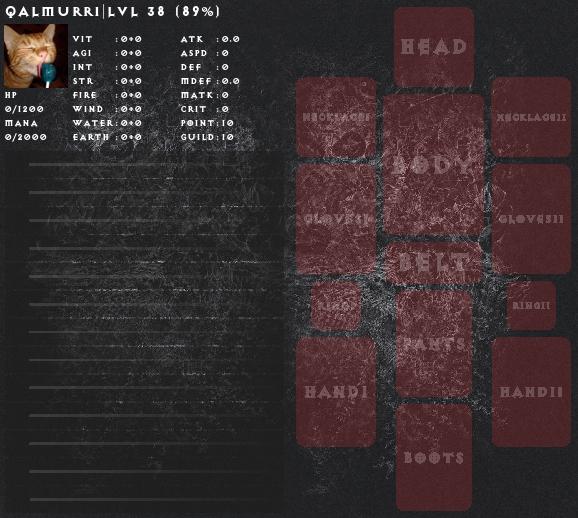 QALMURRI|LVL 38 (89%)
VIT :0+0 ATK :0.0
AGI :0+0 ASPD :0
INT :0+0 DEF :0
STR :0+0 MDEF :0.0
HP FIRE :0+0 MATK :0
0/1200 WIND :0+0 CRIT :0
MANA WATER:0+0 POINT:10
0/2000 EARTH :0+0 GUILD:10
HEAD
NECKLACEI
NECKLACEII
BODY
GLOVESI
GLOVESII
BELT
RINGI
RINGII
PANTS
HANDI
HANDII
BOOTS